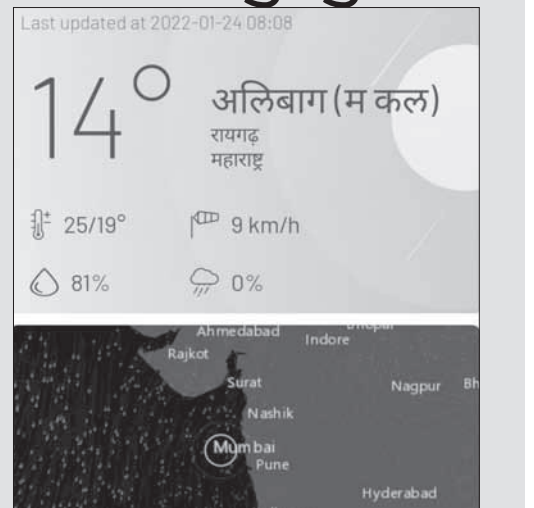 Last updated at 2022-01-24 08:08
14°
अलिबाग (म कल)
रायगढ़
महाराष्ट्र
25/19°
9 km/h
81%
0%
Ahmedabad
Indore
Rajkot
Surat
Nagpur
Nashik
Mumbai
Pune
Hyderabad